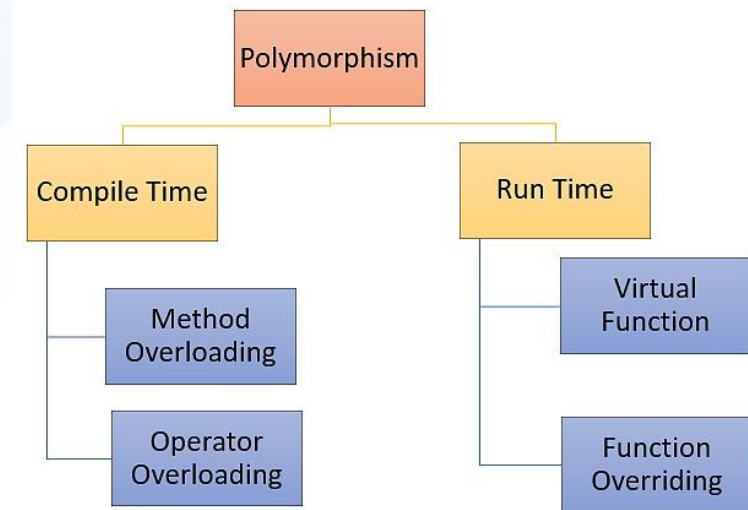 Polymorphism
Compile Time
Run Time
Method
Overloading
Operator
Overloading
Virtual
Function
Function
Overriding